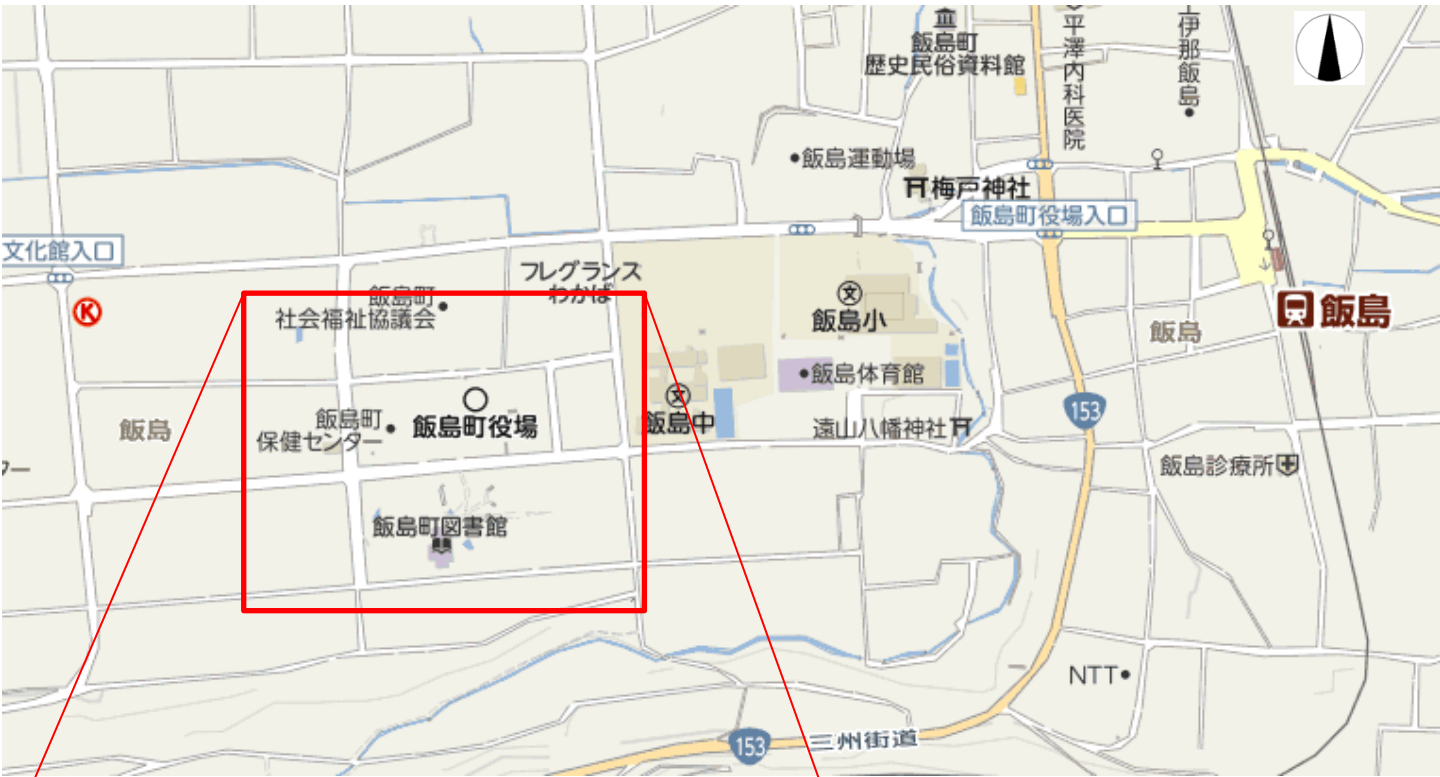 飯島町
歴史民俗資料館
平澤内科医院
上伊那飯島
飯島運動場
梅戸神社
飯島町役場入口
文化館入口
K
フレグランス
わかば
飯島町
社会福祉協議会
文
飯島小
飯島
飯島
飯島体育館
文
飯島中
153
飯島
飯島町
保健センター
飯島町役場
遠山八幡神社
ター
飯島診療所
飯島町図書館
NTT
153
三州街道